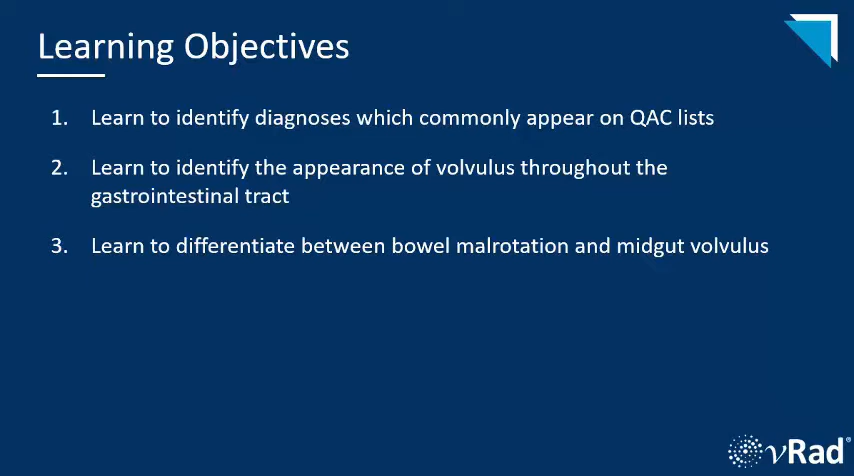 Learning Objectives
1. Learn to identify diagnoses which commonly appear on QAC lists
2. Learn to identify the appearance of volvulus throughout the
gastrointestinal tract
3. Learn to differentiate between bowel malrotation and midgut volvulus
vRad®